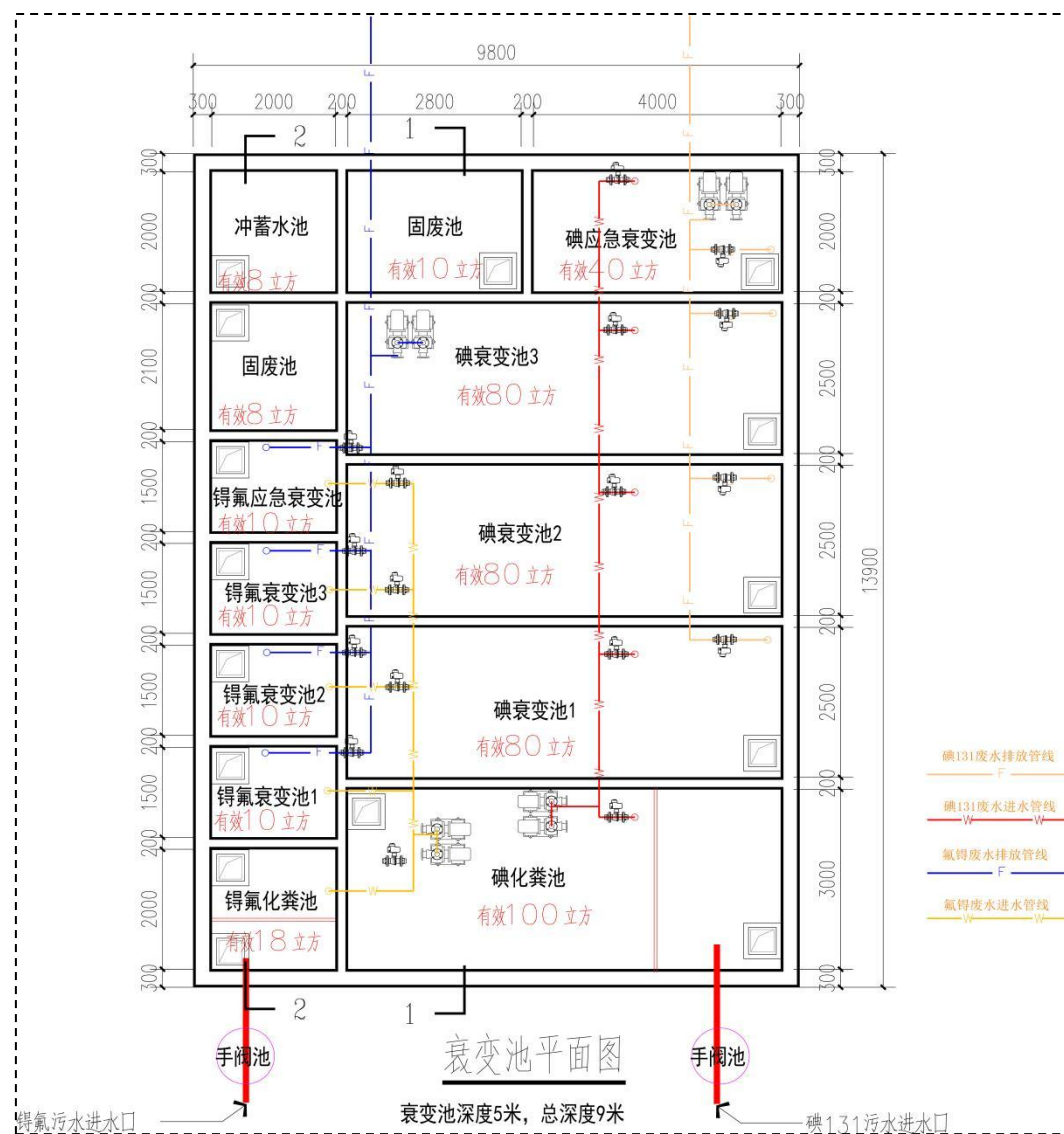 9800
300 2000 200 2800 200 4000 300
2 1
F F
300
2000
200
2100
200
1500
200
1500
200
1500
200
1500
200
2000
300
冲蓄水池
有效8立方
固废池
有效10立方
碘应急衰变池
有效40立方
固废池
有效8立方
碘衰变池3
有效80立方
锝氟应急衰变池
有效10立方
碘衰变池2
有效80立方
锝氟衰变池3
有效10立方
锝氟衰变池2
有效10立方
碘衰变池1
有效80立方
锝氟衰变池1
有效10立方
碘化粪池
有效100立方
锝氟化粪池
有效18立方
300
2000
200
2500
200
2500
200
2500
200
3000
300
13900
碘131废水排放管线
F
碘131废水进水管线
W W
氟锝废水排放管线
F
氟锝废水进水管线
W W
2 1
手阀池
手阀池
衰变池平面图
衰变池深度5米，总深度9米
锝氟污水进水口
碘131污水进水口